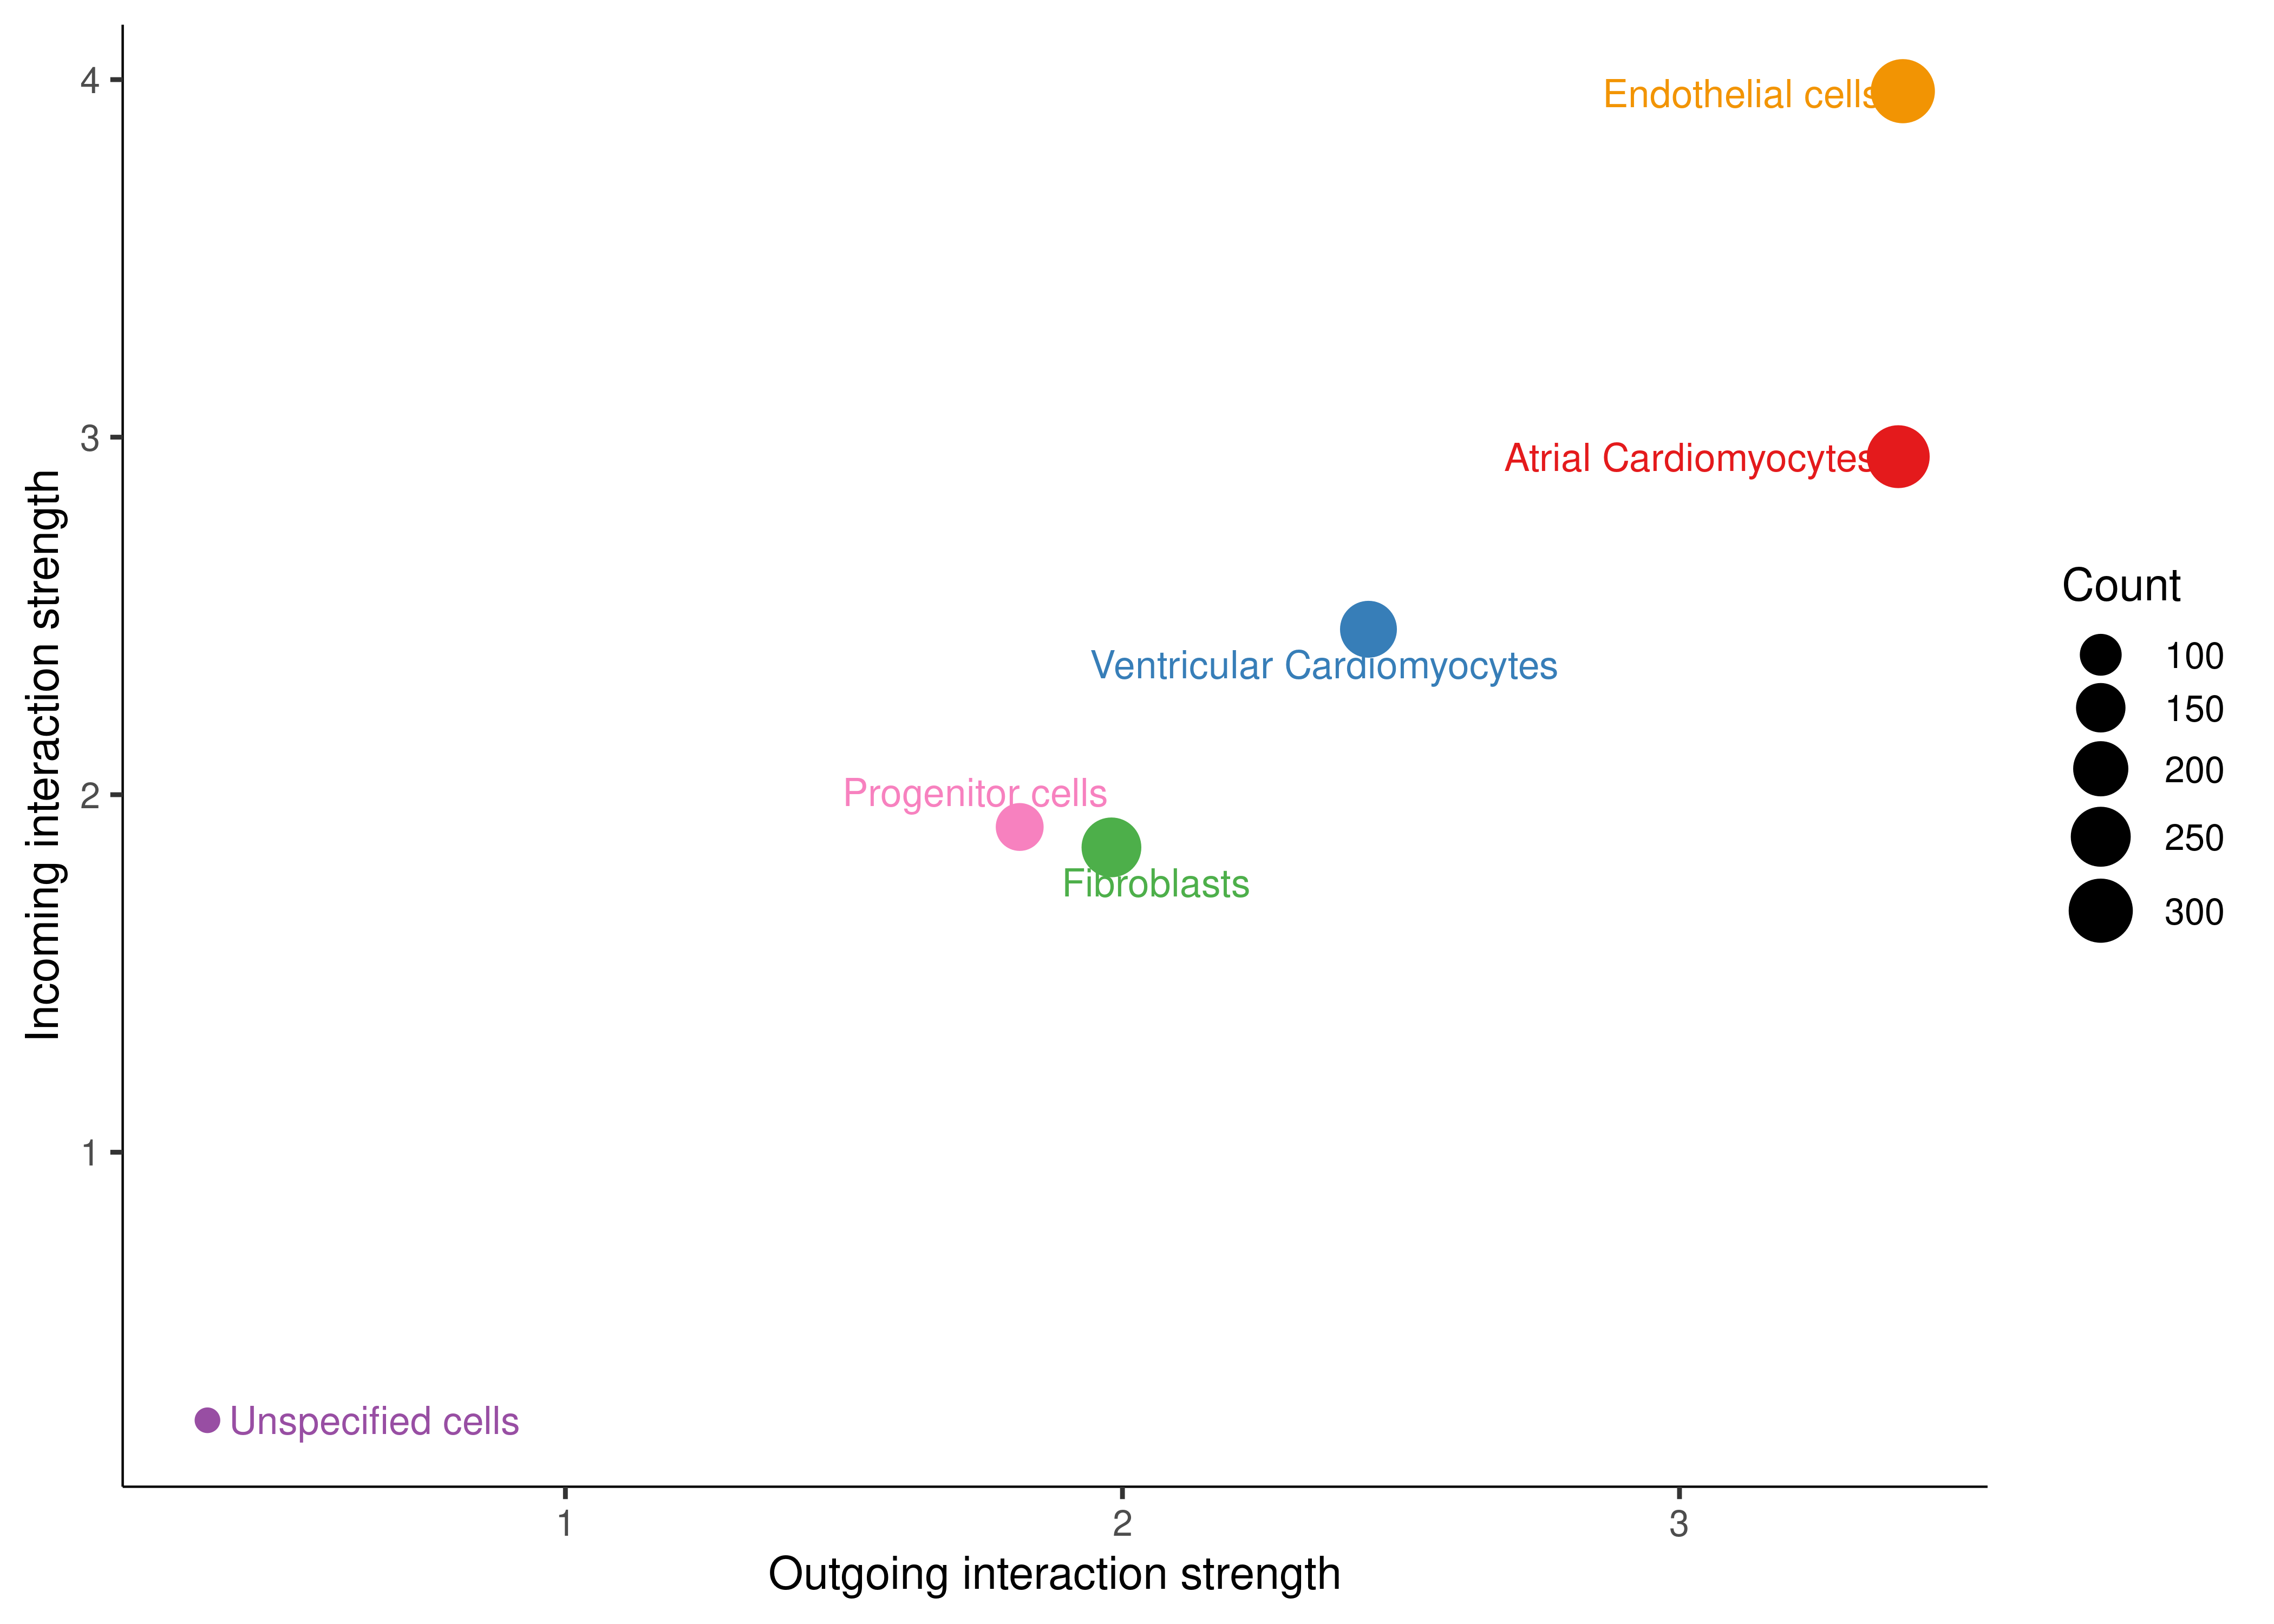 4
3
2
1
Incoming interaction strength
Endothelial cells
Atrial Cardiomyocytes
Ventricular Cardiomyocytes
Progenitor cells
Fibroblasts
Unspecified cells
1 2 3
Outgoing interaction strength
Count
100
150
200
250
300